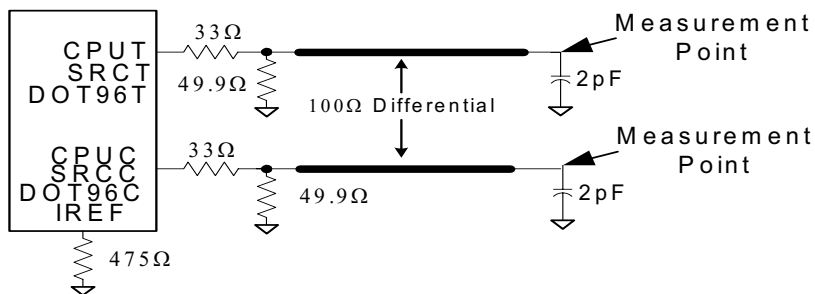 CPUT
SRCT
DOT96T
33Ω
49.9Ω
Measurement
Point
2pF
100Ω Differential
CPUC
SRCC
DOT96C
IREF
33Ω
49.9Ω
Measurement
Point
2pF
475Ω